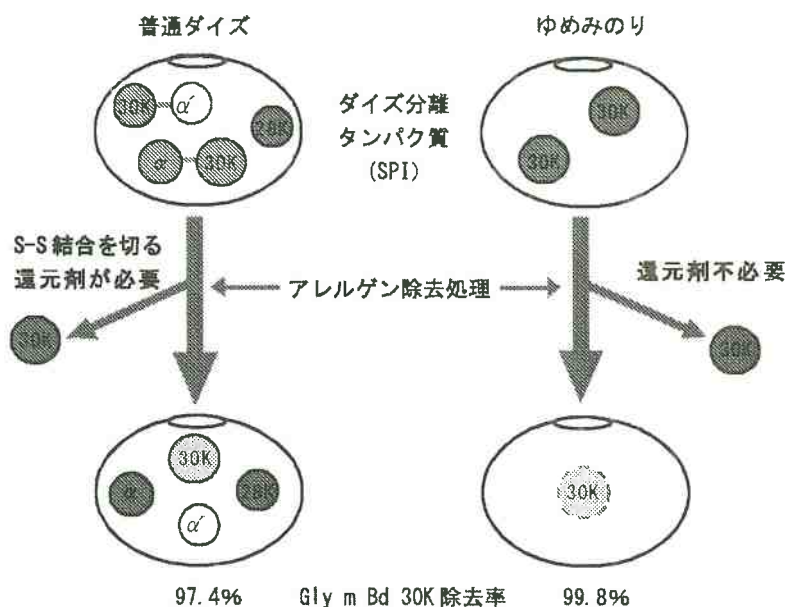 普通ダイズ
ゆめみのり
30K
α´
28K
α
30K
ダイズ分離
タンパク質
(SPI)
30K
30K
S-S結合を切る
還元剤が必要
アレルゲン除去処理
還元剤不必要
30K
30K
30K
α
28K
α´
30K
97.4%
Gly m Bd 30K除去率
99.8%